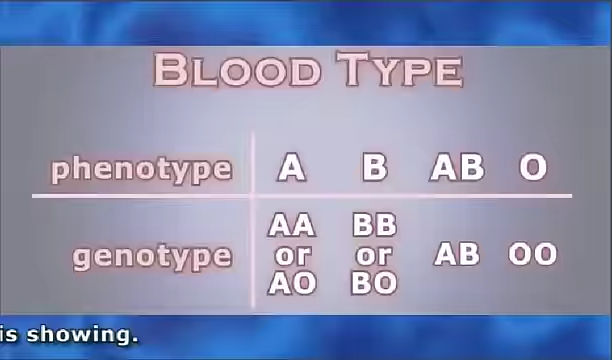 BLOOD TYPE
phenotype A B AB O
genotype AA or AO BB or BO AB OO
is showing.